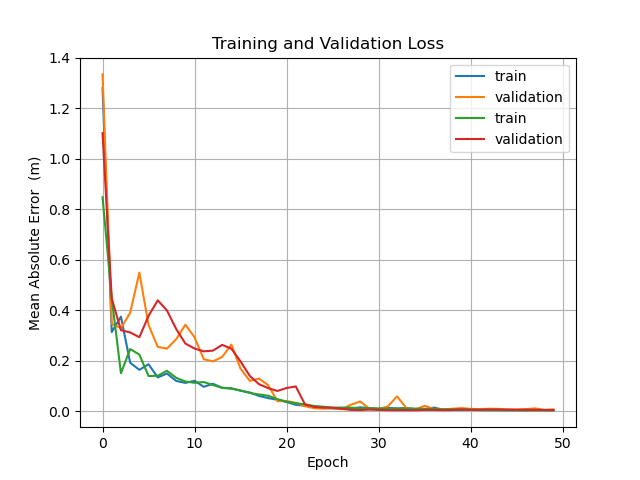 Training and Validation Loss
train
validation
train
validation
Mean Absolute Error  (m)
1.4
1.2
1.0
0.8
0.6
0.4
0.2
0.0
0 10 20 30 40 50
Epoch